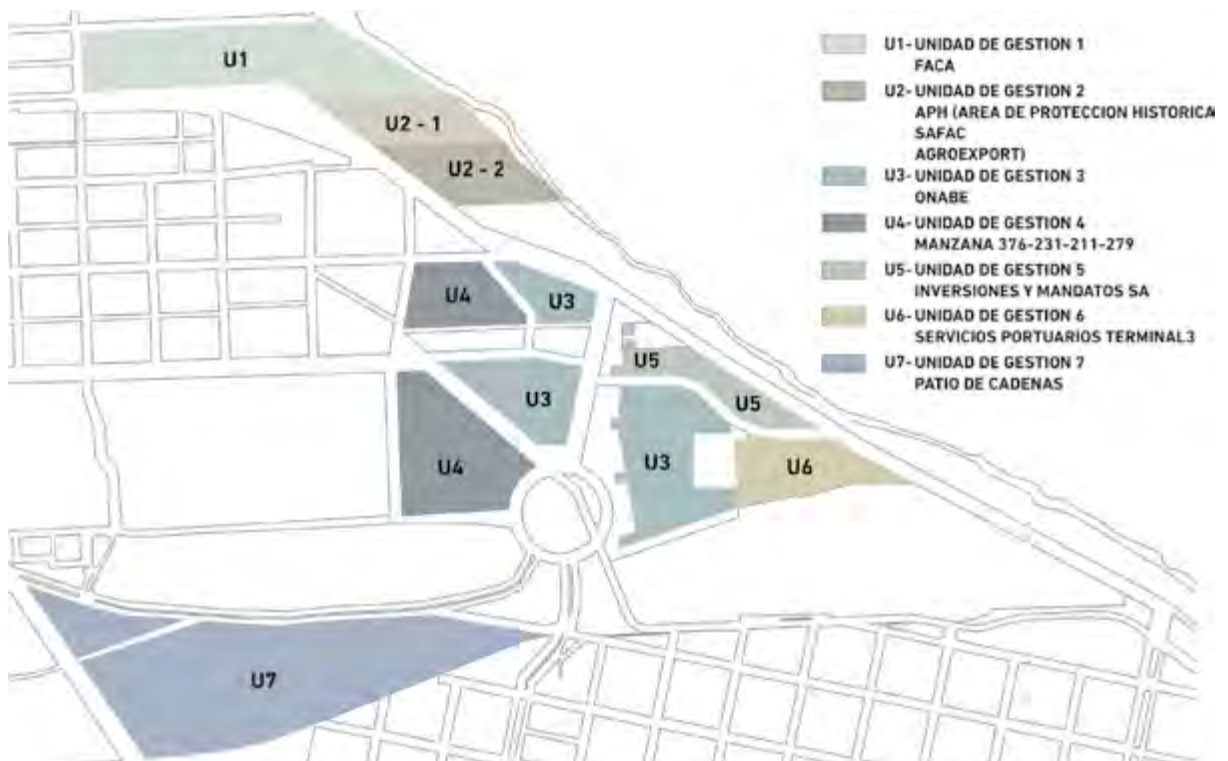 U1
U2 - 1
U2 - 2
U4
U3
U5
U3
U5
U4
U3
U6
U7
U1- UNIDAD DE GESTION 1
FACA
U2- UNIDAD DE GESTION 2
APH (AREA DE PROTECCION HISTORICA
SAFAC
AGROEXPORT)
U3- UNIDAD DE GESTION 3
ONABE
U4- UNIDAD DE GESTION 4
MANZANA 376-231-211-279
U5- UNIDAD DE GESTION 5
INVERSIONES Y MANDATOS SA
U6- UNIDAD DE GESTION 6
SERVICIOS PORTUARIOS TERMINAL3
U7- UNIDAD DE GESTION 7
PATIO DE CADENAS